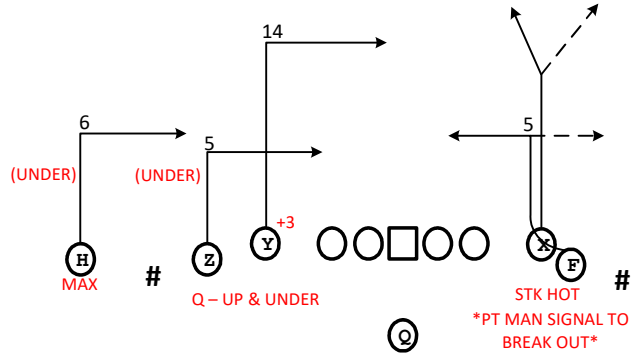 14
6
5
5
(UNDER)
(UNDER)
+3
H
Z
Y
X
F
MAX
#
#
Q – UP & UNDER
STK HOT
*PT MAN SIGNAL TO
BREAK OUT*
Q